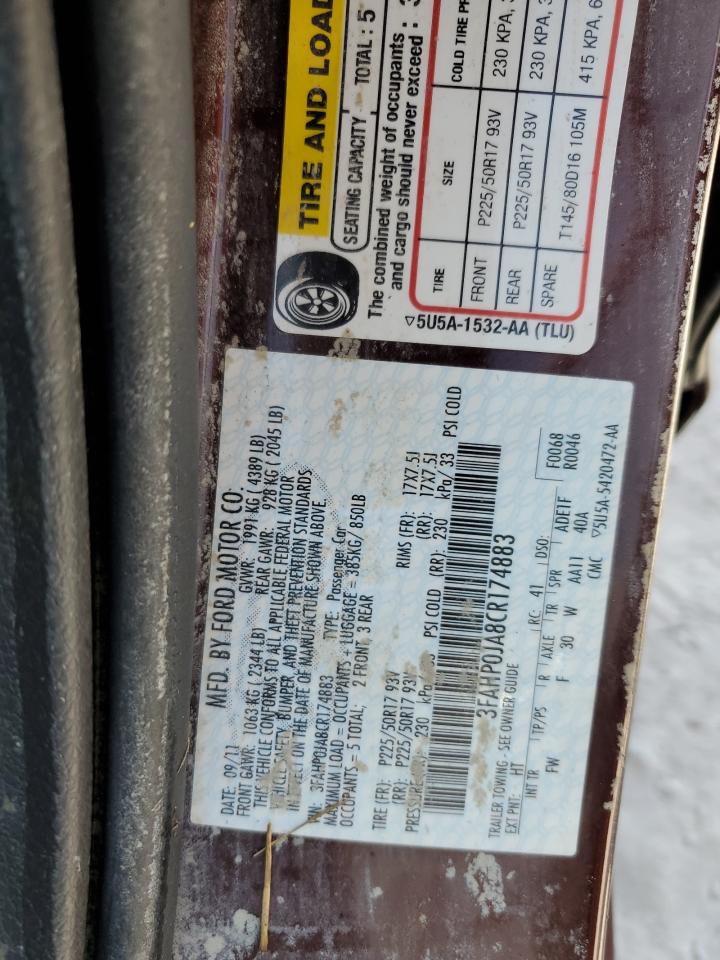 MFD. BY FORD MOTOR CO.
DATE: 09/11 GVWR: 1991 KG ( 4389 LB)
FRONT GAWR: 1063 KG ( 2344 LB) REAR GAWR: 928 KG ( 2045 LB)
THIS VEHICLE CONFORMS TO ALL APPLICABLE FEDERAL MOTOR
VEHICLE SAFETY, BUMPER, AND THEFT PREVENTION STANDARDS
IN EFFECT ON THE DATE OF MANUFACTURE SHOWN ABOVE.
VIN: 3FAHP0JA8CR174883 TYPE: Passenger Car
MAXIMUM LOAD = OCCUPANTS + LUGGAGE = 385KG/ 850LB
OCCUPANTS = 5 TOTAL; 2 FRONT, 3 REAR
TIRE (FR): P225/50R17 93V RIMS (FR): 17X7.5J
(RR): P225/50R17 93V (RR): 17X7.5J
PRESSURE 230 kPa/ PSI COLD (RR): 230 kPa/ 33 PSI COLD
3FAHP0JA8CR174883
TRAILER TOWING - SEE OWNER GUIDE
EXT PNT: HT RC: 41 DSO: F0068
R0046
INT TR TP/PS R AXLE TR SPR ADETF
FW F 30 W AA11 40A
CMC ▽5U5A-5420472-AA
TIRE AND LOAD
SEATING CAPACITY TOTAL : 5
The combined weight of occupants
and cargo should never exceed :
TIRE SIZE COLD TIRE
FRONT P225/50R17 93V 230 KPA,
REAR P225/50R17 93V 230 KPA,
SPARE T145/80D16 105M 415 KPA,
▽5U5A-1532-AA (TLU)